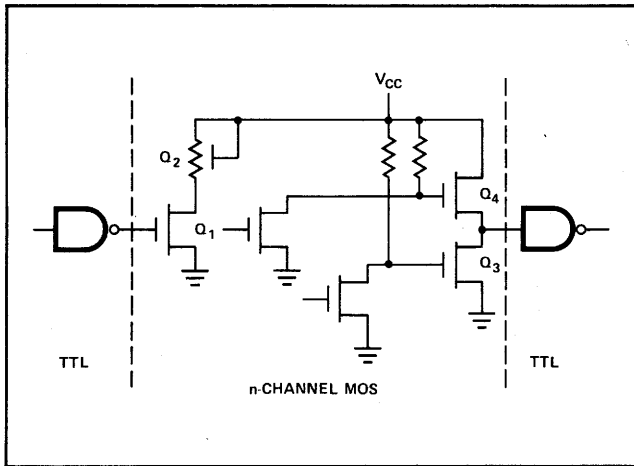 VCC
Q2
Q4
Q1
Q3
TTL
n-CHANNEL MOS
TTL